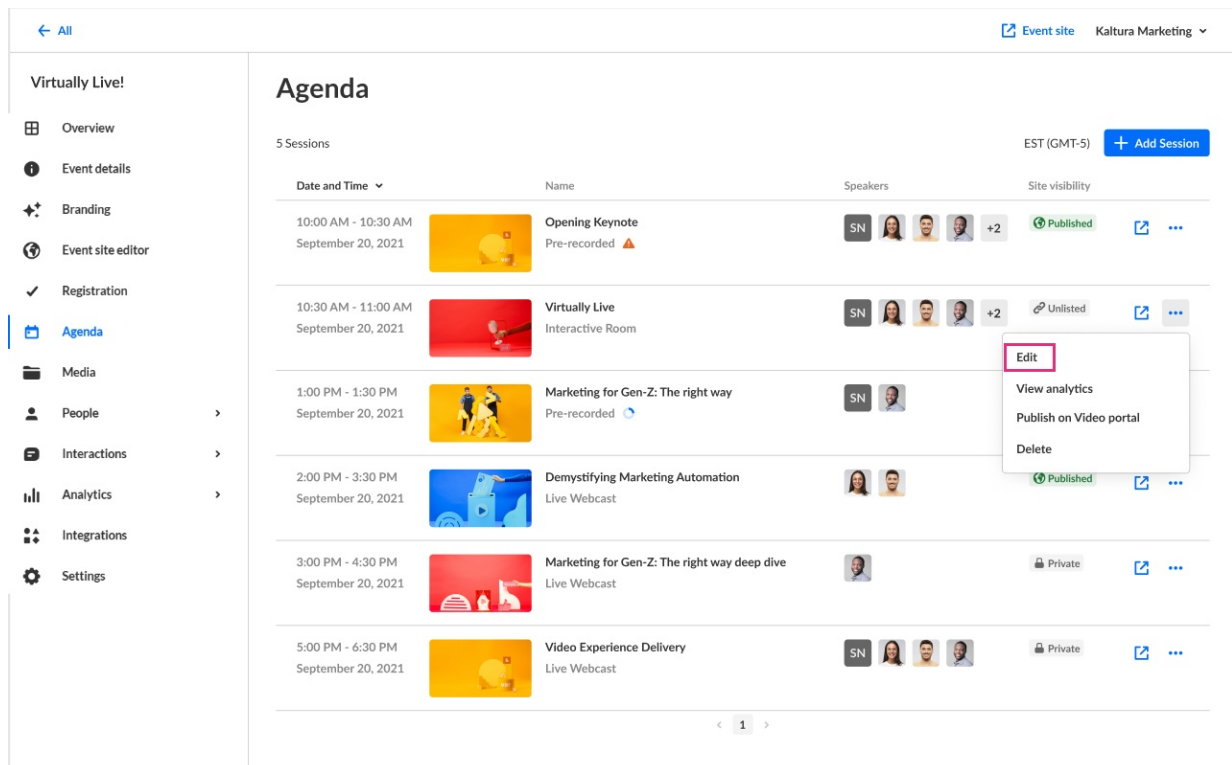 All
Event site
Kaltura Marketing
Virtually Live!
Overview
Event details
Branding
Event site editor
Registration
Agenda
Media
People
Interactions
Analytics
Integrations
Settings
Agenda
5 Sessions
EST (GMT-5)
+ Add Session
Date and Time Name Speakers Site visibility
10:00 AM - 10:30 AM Opening Keynote SN +2 Published
September 20, 2021 Pre-recorded
10:30 AM - 11:00 AM Virtually Live SN +2 Unlisted
September 20, 2021 Interactive Room
Edit
View analytics
Publish on Video portal
Delete
1:00 PM - 1:30 PM Marketing for Gen-Z: The right way SN
September 20, 2021 Pre-recorded
2:00 PM - 3:30 PM Demystifying Marketing Automation Published
September 20, 2021 Live Webcast
3:00 PM - 4:30 PM Marketing for Gen-Z: The right way deep dive Private
September 20, 2021 Live Webcast
5:00 PM - 6:30 PM Video Experience Delivery SN Private
September 20, 2021 Live Webcast
1